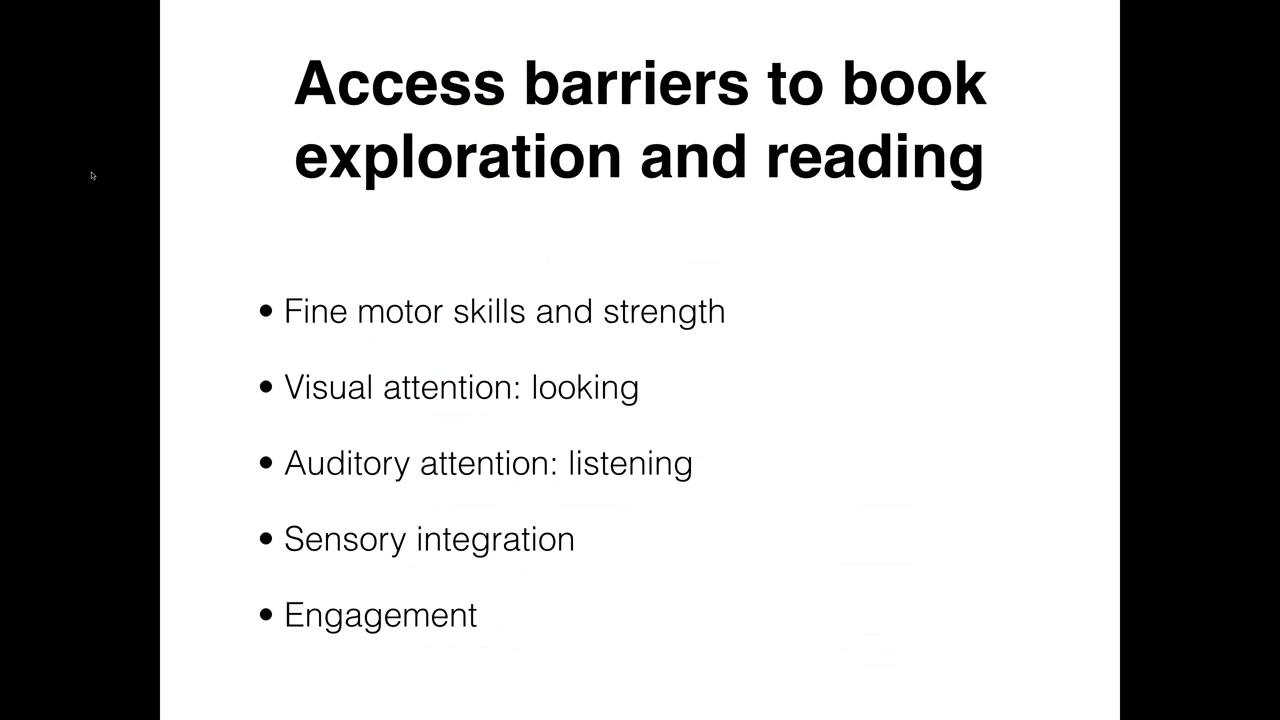 Access barriers to book
exploration and reading
• Fine motor skills and strength
• Visual attention: looking
• Auditory attention: listening
• Sensory integration
• Engagement